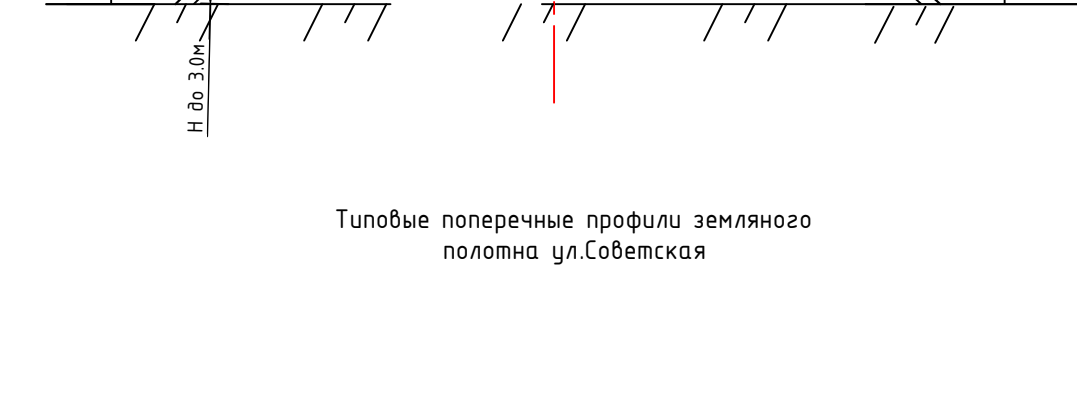 Н до 3.0м
Типовые поперечные профили земляного
полотна ул.Советская